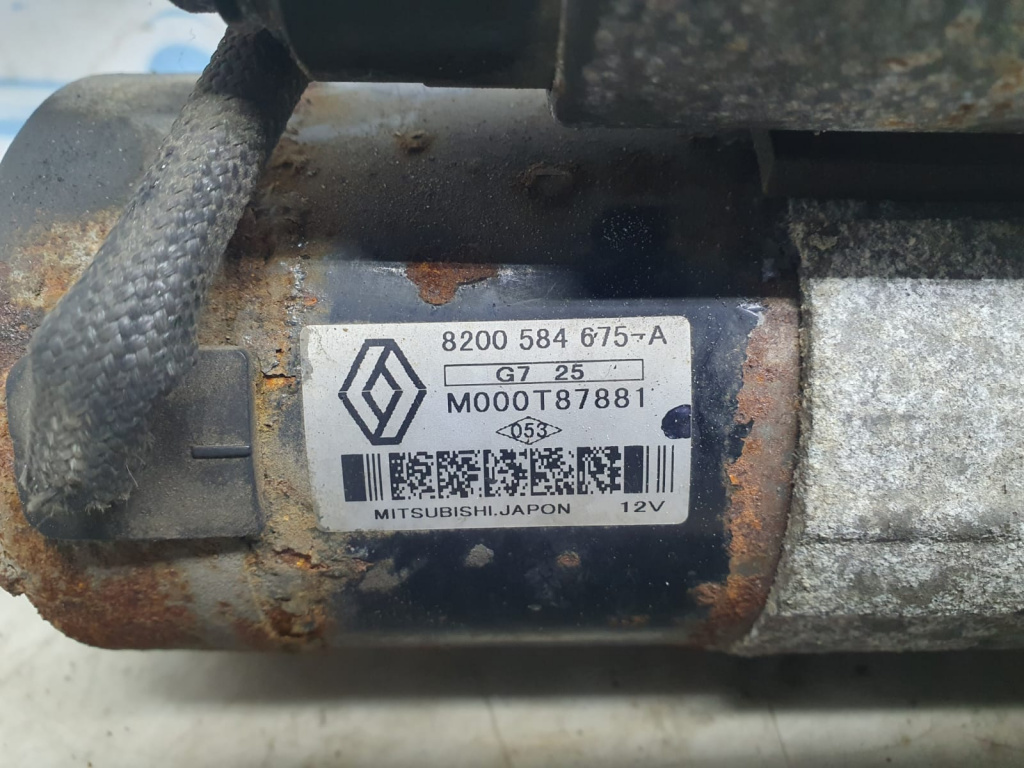 8200 584 675-A
G7 25
M000T87881
053
MITSUBISHI.JAPON 12V